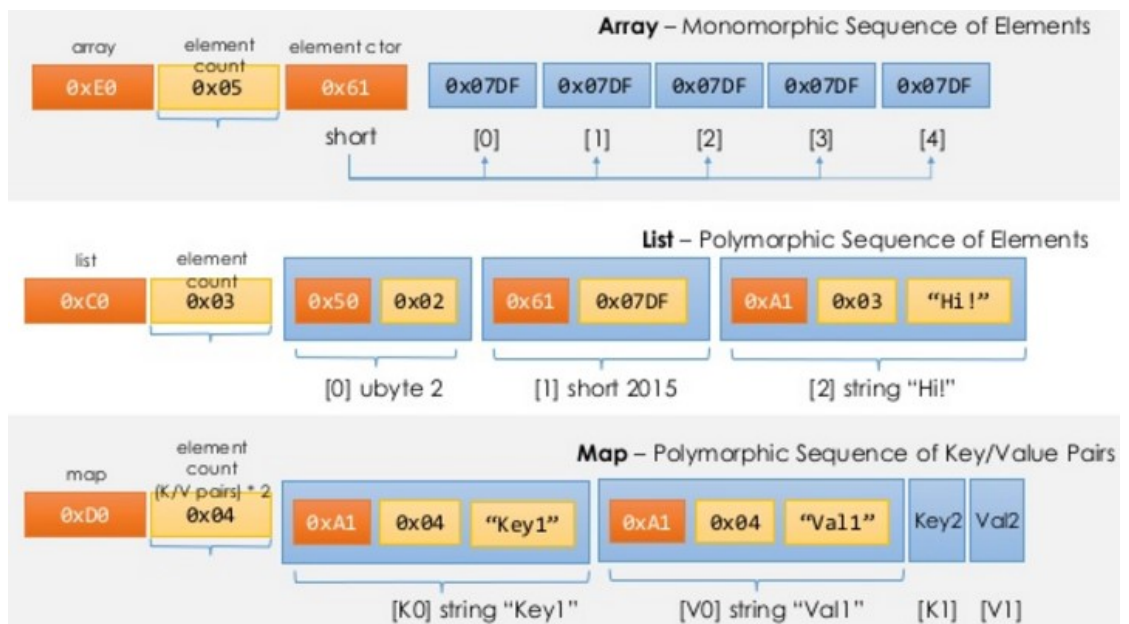 Array – Monomorphic Sequence of Elements
array
element count
element ctor
0xE0
0x05
0x61
0x07DF
0x07DF
0x07DF
0x07DF
0x07DF
short
[0]
[1]
[2]
[3]
[4]
List – Polymorphic Sequence of Elements
list
element count
0xC0
0x03
0x50
0x02
0x61
0x07DF
0xA1
0x03
“Hi!”
[0] ubyte 2
[1] short 2015
[2] string “Hi!”
Map – Polymorphic Sequence of Key/Value Pairs
map
element
count
(K/V pairs) * 2
0xD0
0x04
0xA1
0x04
“Key1”
0xA1
0x04
“Val1”
Key2
Val2
[K0] string “Key1”
[V0] string “Val1”
[K1]
[V1]